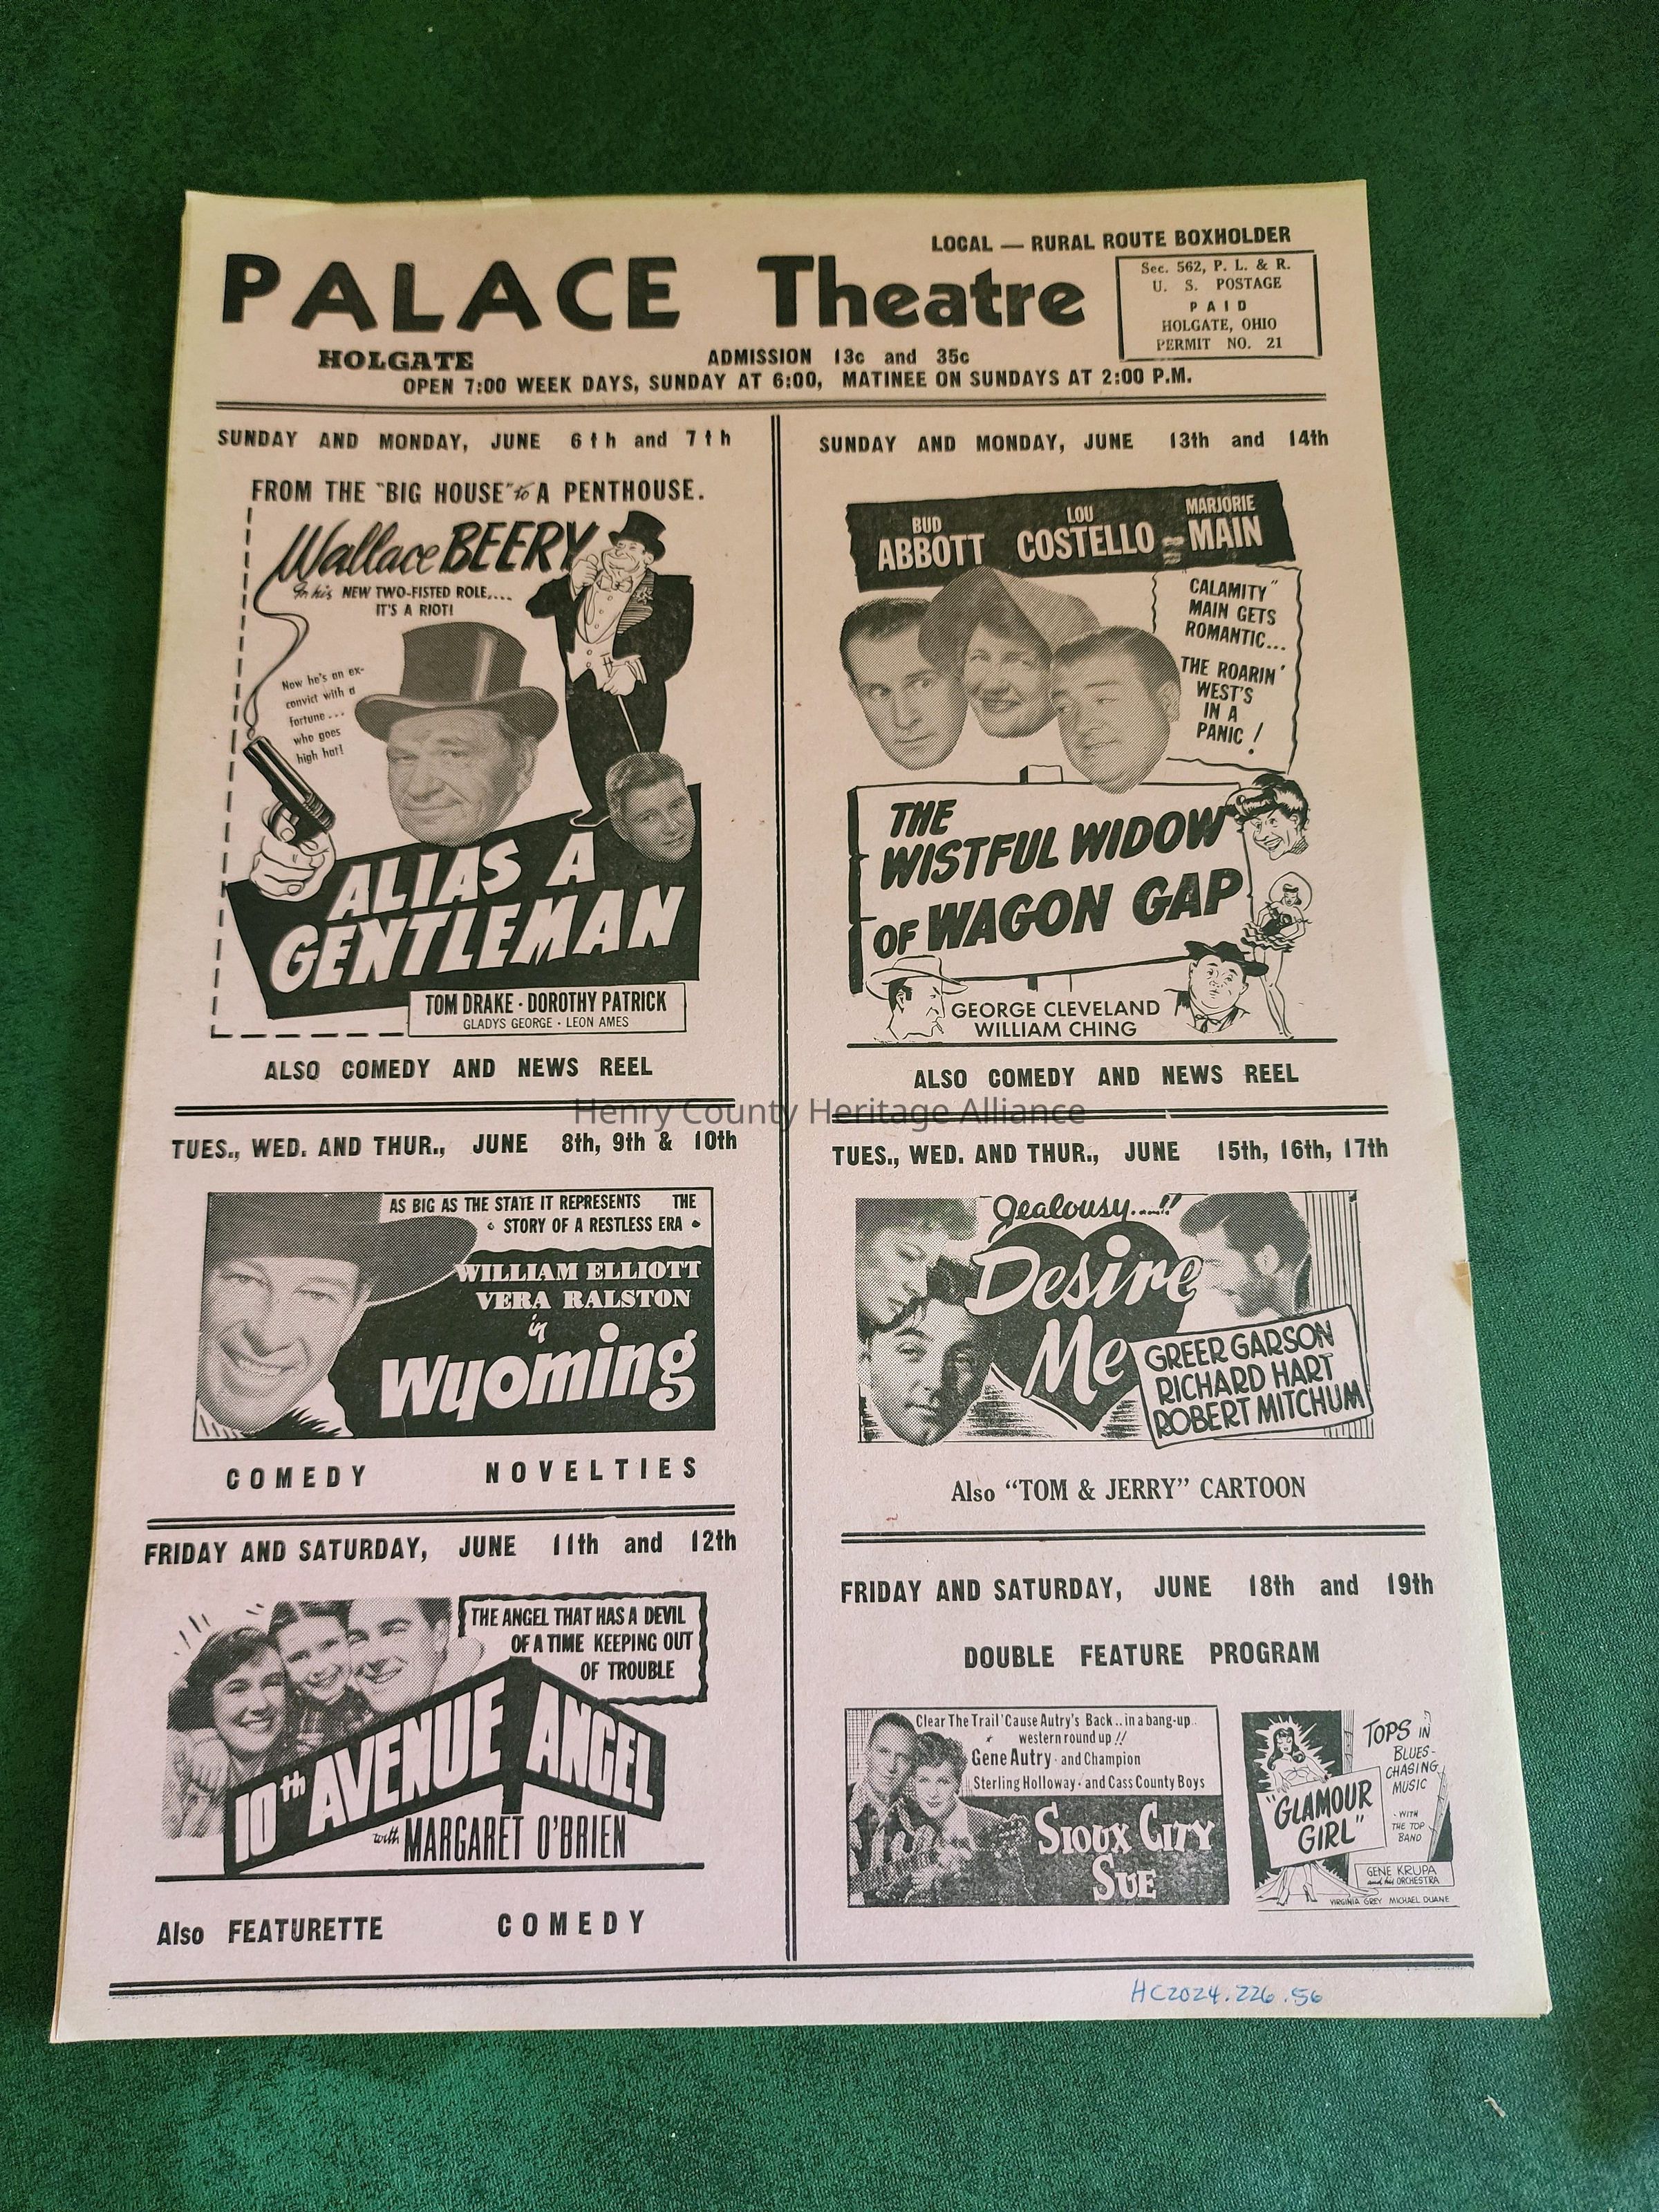 LOCAL — RURAL ROUTE BOXHOLDER
PALACE Theatre
Sec. 562, P. L. & R.
U. S. POSTAGE
PAID
HOLGATE, OHIO
PERMIT NO. 21
HOLGATE
ADMISSION 13c and 35c
OPEN 7:00 WEEK DAYS, SUNDAY AT 6:00, MATINEE ON SUNDAYS AT 2:00 P.M.
SUNDAY AND MONDAY, JUNE 6th and 7th
FROM THE "BIG HOUSE" to A PENTHOUSE.
Wallace BEERY
In his NEW TWO-FISTED ROLE,...
IT'S A RIOT!
Now he's an ex-
convict with a
fortune...
who goes
high hat!
ALIAS A
GENTLEMAN
TOM DRAKE · DOROTHY PATRICK
GLADYS GEORGE · LEON AMES
ALSO COMEDY AND NEWS REEL
TUES., WED. AND THUR., JUNE 8th, 9th & 10th
AS BIG AS THE STATE IT REPRESENTS THE
STORY OF A RESTLESS ERA
WILLIAM ELLIOTT
VERA RALSTON
in
Wyoming
COMEDY NOVELTIES
FRIDAY AND SATURDAY, JUNE 11th and 12th
THE ANGEL THAT HAS A DEVIL
OF A TIME KEEPING OUT
OF TROUBLE
10th AVENUE ANGEL
with MARGARET O'BRIEN
Also FEATURETTE COMEDY
SUNDAY AND MONDAY, JUNE 13th and 14th
BUD
ABBOTT
LOU
COSTELLO
and
MARJORIE
MAIN
"CALAMITY"
MAIN GETS
ROMANTIC...
THE ROARIN'
WEST'S
IN A
PANIC!
THE
WISTFUL WIDOW
OF WAGON GAP
GEORGE CLEVELAND
WILLIAM CHING
ALSO COMEDY AND NEWS REEL
Henry County Heritage Alliance
TUES., WED. AND THUR., JUNE 15th, 16th, 17th
Jealousy....!!
Desire
Me
GREER GARSON
RICHARD HART
ROBERT MITCHUM
Also "TOM & JERRY" CARTOON
FRIDAY AND SATURDAY, JUNE 18th and 19th
DOUBLE FEATURE PROGRAM
Clear The Trail 'Cause Autry's Back.. in a bang-up..
western round up!!
Gene Autry · and Champion
Sterling Holloway · and Cass County Boys
SIOUX CITY
SUE
TOPS IN
BLUES-
CHASING
MUSIC
- WITH
THE TOP
BAND
"GLAMOUR
GIRL"
GENE KRUPA
and his ORCHESTRA
VIRGINIA GREY MICHAEL DUANE
HC2024.226.56